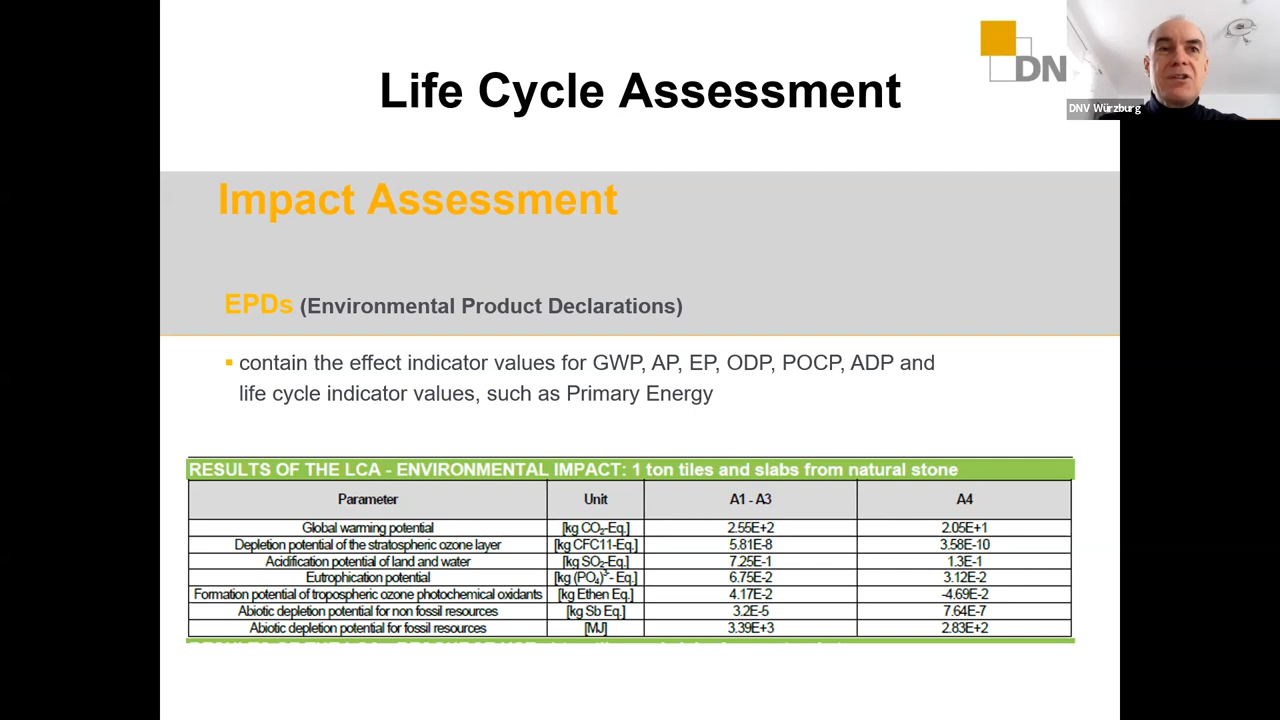 Life Cycle Assessment
DN
DNV Würzburg
Impact Assessment
EPDs (Environmental Product Declarations)
▪ contain the effect indicator values for GWP, AP, EP, ODP, POCP, ADP and
life cycle indicator values, such as Primary Energy
RESULTS OF THE LCA - ENVIRONMENTAL IMPACT: 1 ton tiles and slabs from natural stone
Parameter Unit A1 - A3 A4
Global warming potential [kg CO₂-Eq.] 2.55E+2 2.05E+1
Depletion potential of the stratospheric ozone layer [kg CFC11-Eq.] 5.81E-8 3.58E-10
Acidification potential of land and water [kg SO₂-Eq.] 7.25E-1 1.3E-1
Eutrophication potential [kg (PO₄)³⁻- Eq.] 6.75E-2 3.12E-2
Formation potential of tropospheric ozone photochemical oxidants [kg Ethen Eq.] 4.17E-2 -4.69E-2
Abiotic depletion potential for non fossil resources [kg Sb Eq.] 3.2E-5 7.64E-7
Abiotic depletion potential for fossil resources [MJ] 3.39E+3 2.83E+2